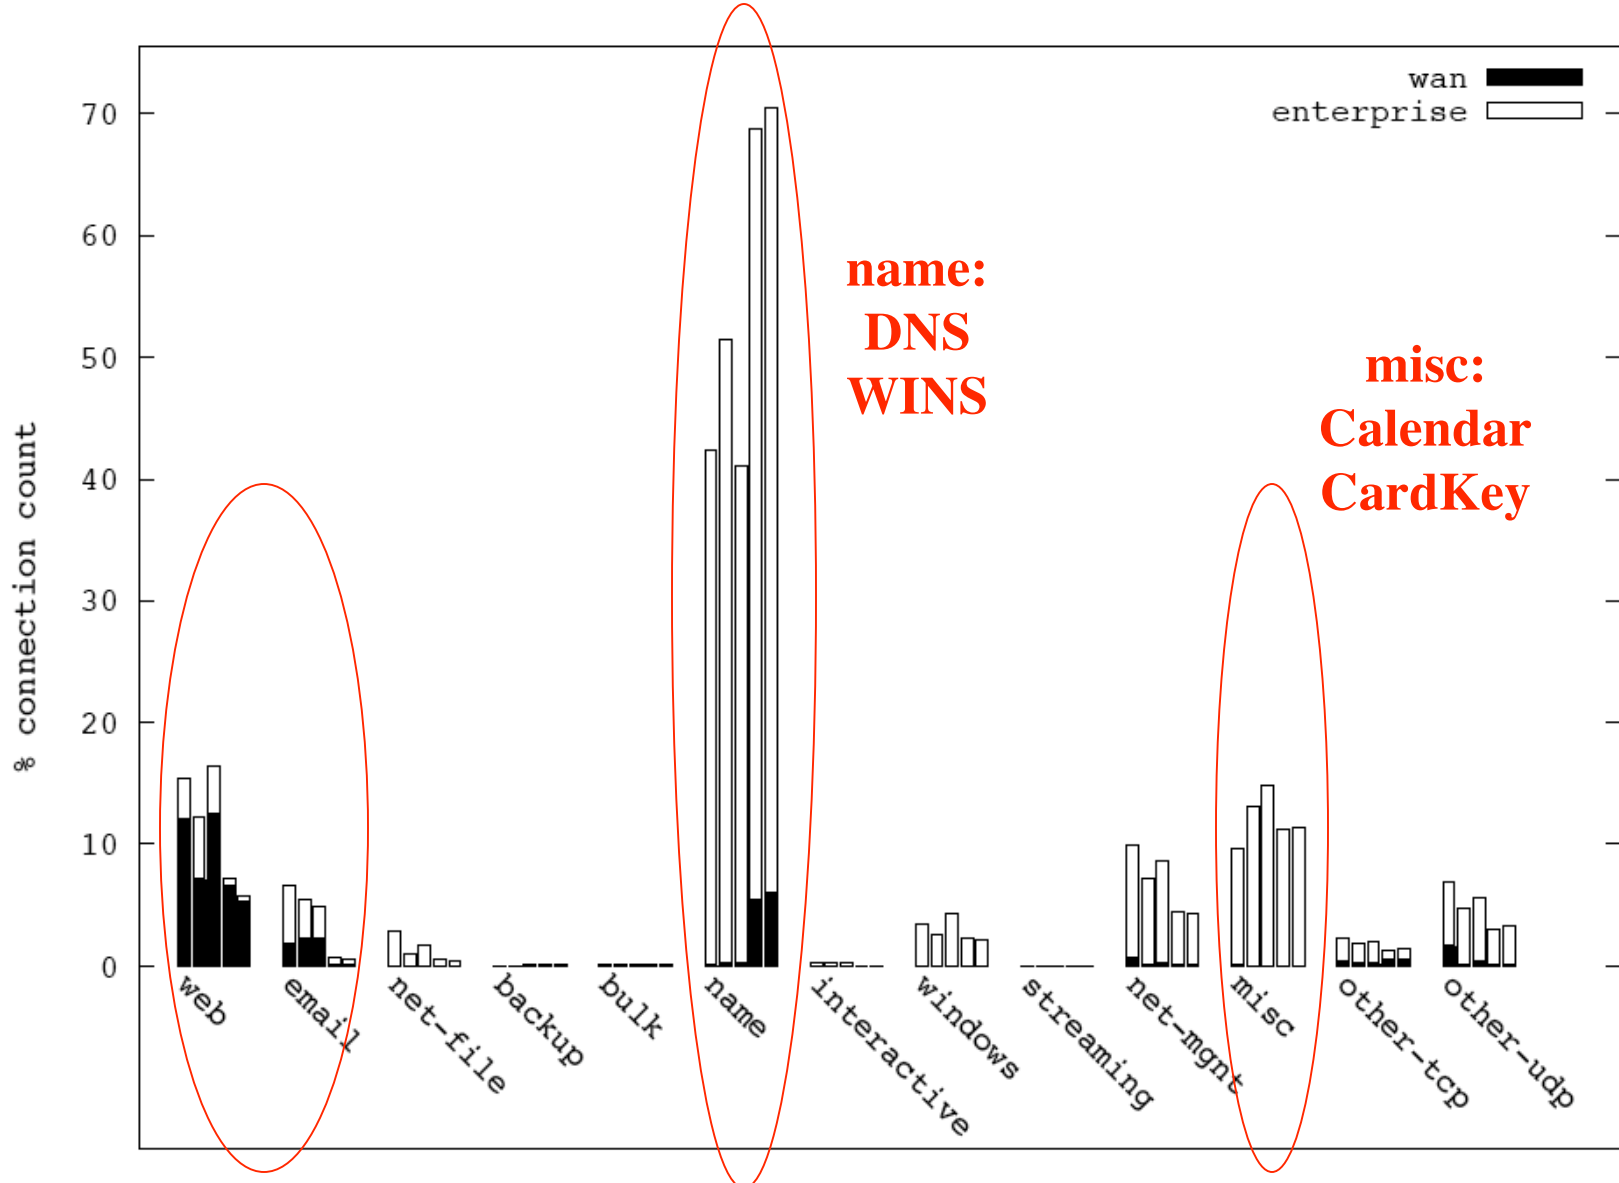 wan
enterprise
% connection count
70
60
50
40
30
20
10
0
name:
DNS
WINS
misc:
Calendar
CardKey
web
email
net-file
backup
bulk
name
interactive
windows
streaming
net-mgnt
misc
other-tcp
other-udp